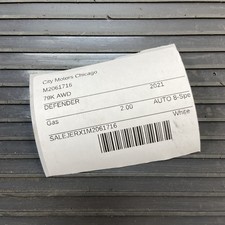 City Motors Chicago
M2061716 2021
79K AWD
DEFENDER 2.00 AUTO 8-Spe
Gas White
SALEJERX1M2061716